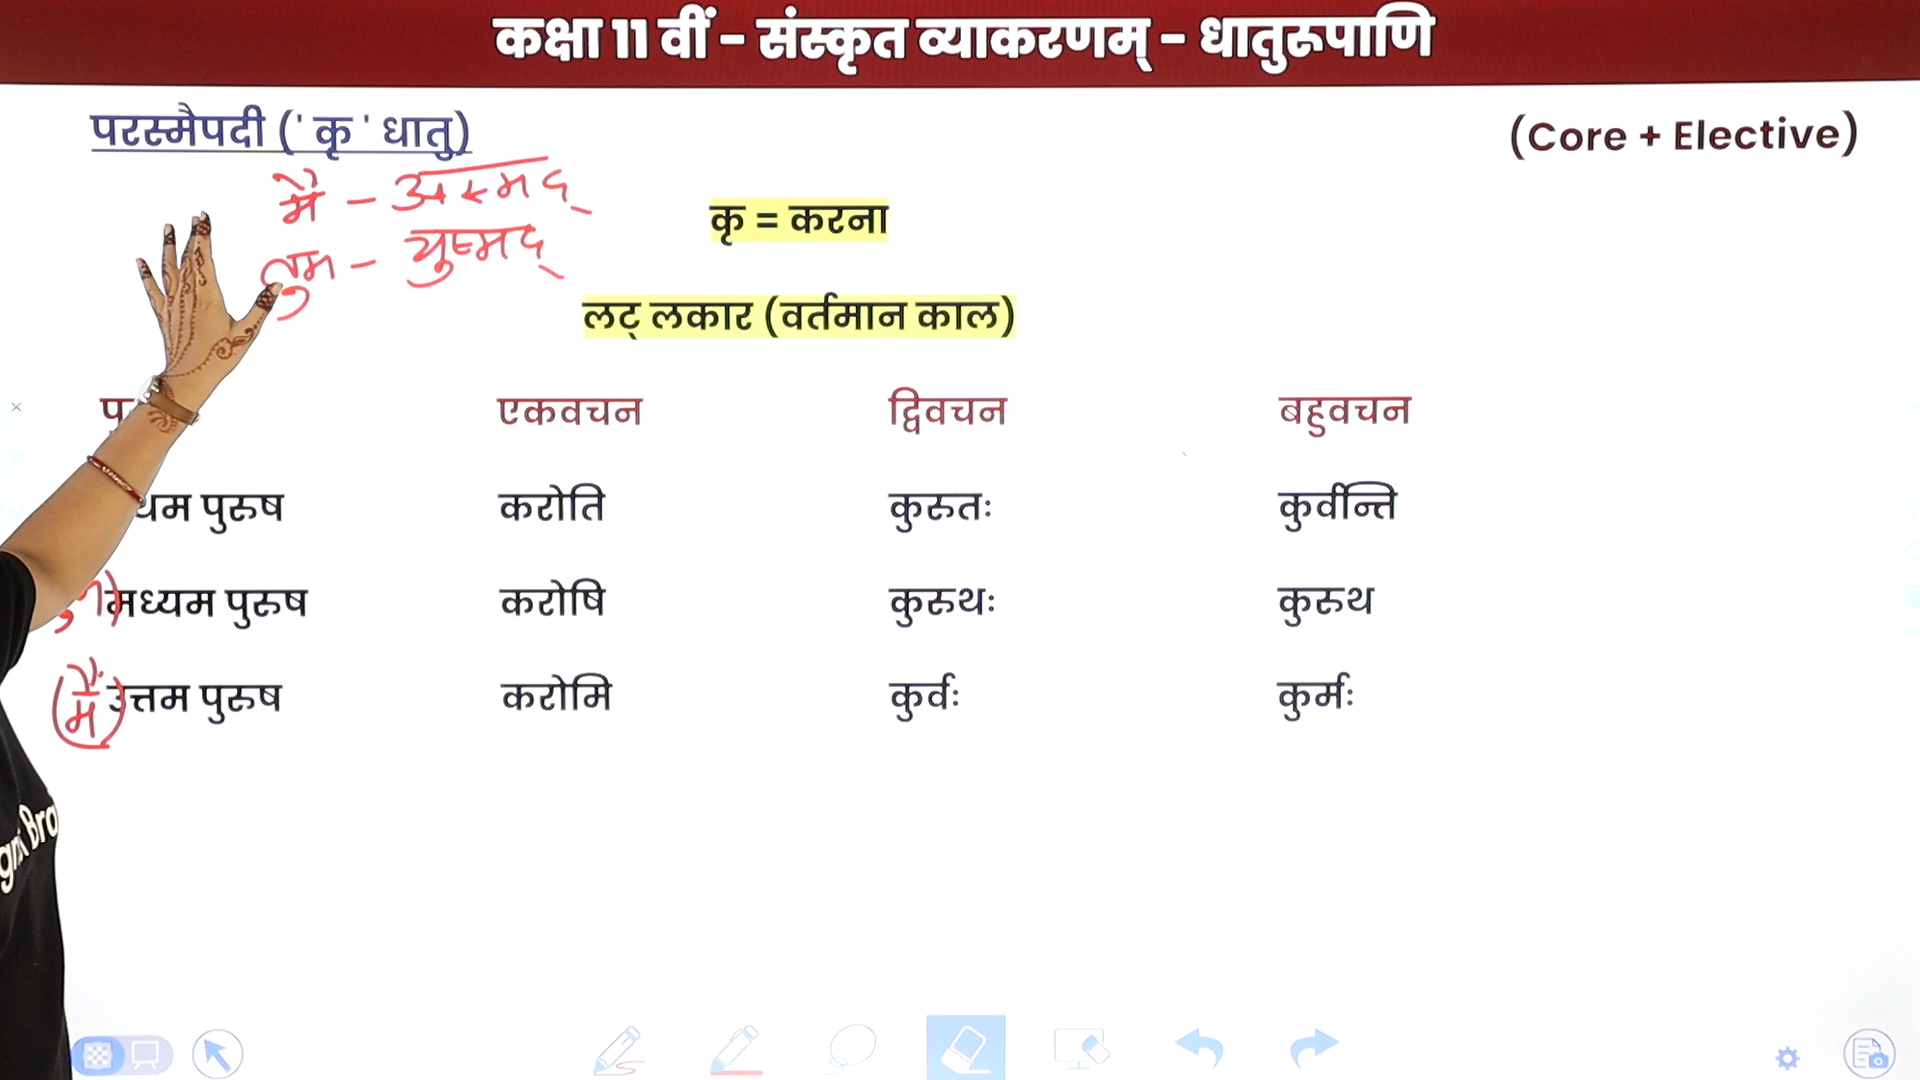 कक्षा 11 वीं - संस्कृत व्याकरणम् - धातुरूपाणि
परस्मैपदी (' कृ ' धातु)
(Core + Elective)
मैं - अस्मद्
तुम - युष्मद्
कृ = करना
लट् लकार (वर्तमान काल)
एकवचन द्विवचन बहुवचन
पुरुष करोति कुरुतः कुर्वन्ति
मध्यम पुरुष करोषि कुरुथः कुरुथ
(मैं) उत्तम पुरुष करोमि कुर्वः कुर्मः